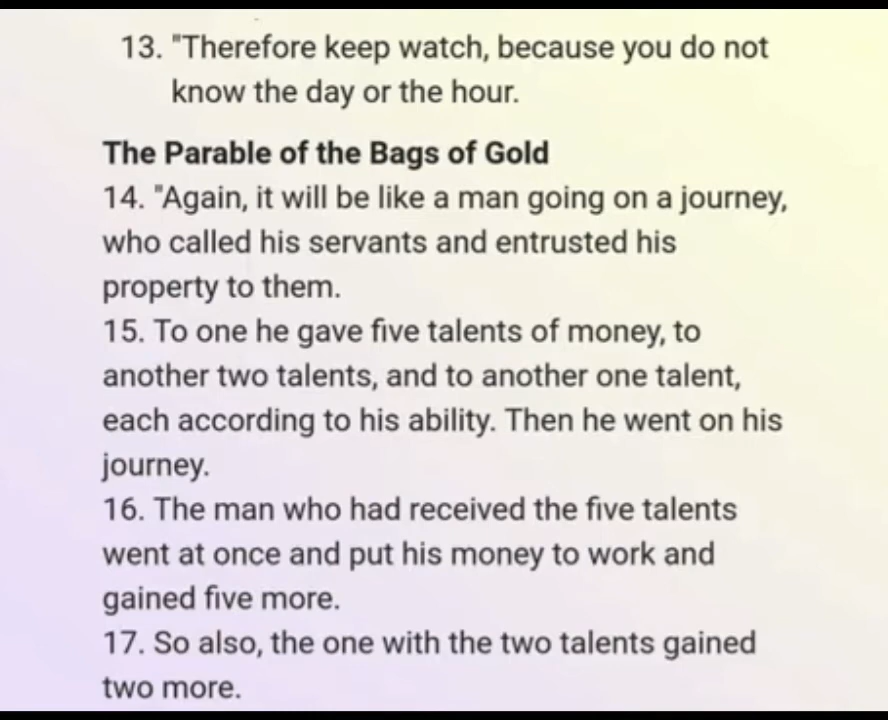 13. "Therefore keep watch, because you do not
know the day or the hour.
The Parable of the Bags of Gold
14. "Again, it will be like a man going on a journey,
who called his servants and entrusted his
property to them.
15. To one he gave five talents of money, to
another two talents, and to another one talent,
each according to his ability. Then he went on his
journey.
16. The man who had received the five talents
went at once and put his money to work and
gained five more.
17. So also, the one with the two talents gained
two more.